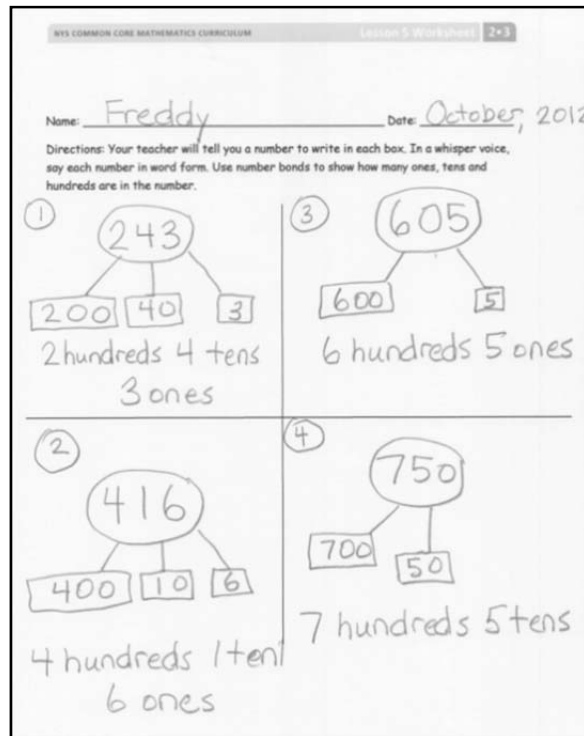 NYS COMMON CORE MATHEMATICS CURRICULUM Lesson 5 Worksheet 2•3
Name: Freddy Date: October, 2012
Directions: Your teacher will tell you a number to write in each box. In a whisper voice,
say each number in word form. Use number bonds to show how many ones, tens and
hundreds are in the number.
1
243
200 40 3
2 hundreds 4 tens
3 ones
2
416
400 10 6
4 hundreds 1 ten
6 ones
3
605
600 5
6 hundreds 5 ones
4
750
700 50
7 hundreds 5 tens